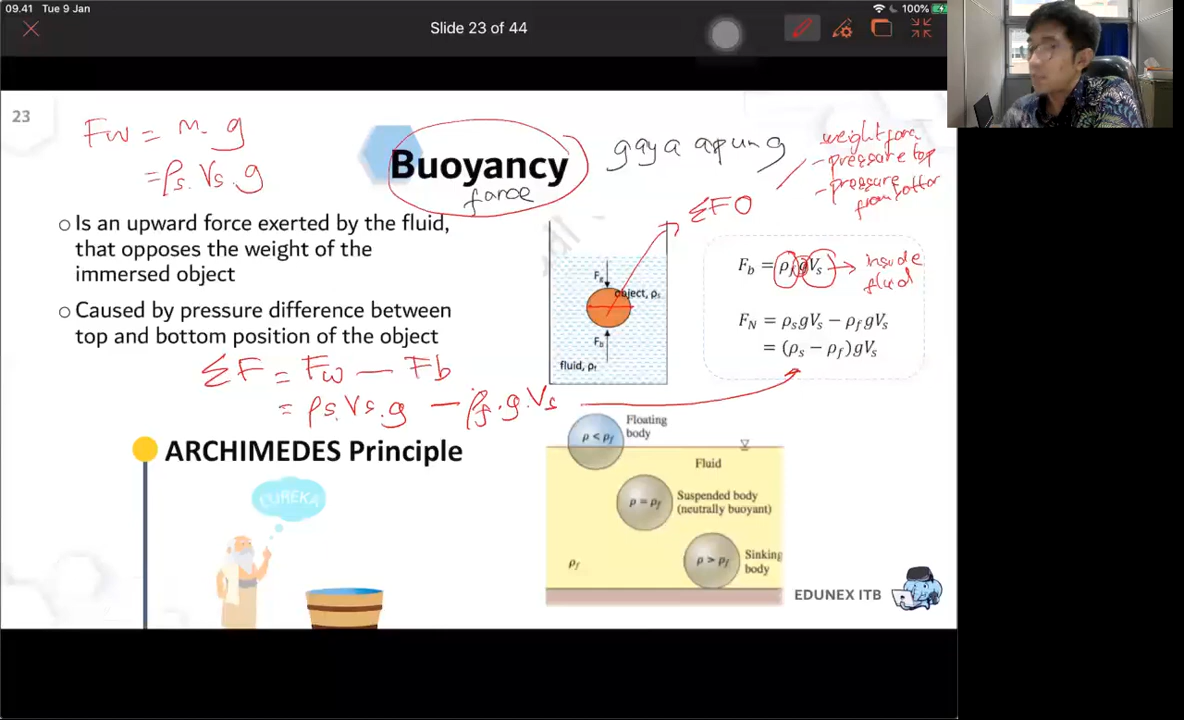 09.41 Tue 9 Jan
100%
Slide 23 of 44
23
Fw = m. g
= ρs. Vs. g
Buoyancy
force
gaya apung
weight force
- pressure top
- pressure
from bottom
ΣF0
Is an upward force exerted by the fluid,
that opposes the weight of the
immersed object
Caused by pressure difference between
top and bottom position of the object
object, ρs
Fb
fluid, ρf
Fb = ρfgVs
inside
fluid
FN = ρsgVs − ρfgVs
= (ρs − ρf)gVs
ΣF = Fw − Fb
= ρs.Vs.g − ρf.g.Vs
ARCHIMEDES Principle
EUREKA
Floating
body
ρ < ρf
Fluid
ρ = ρf
Suspended body
(neutrally buoyant)
ρ > ρf
Sinking
body
ρf
EDUNEX ITB